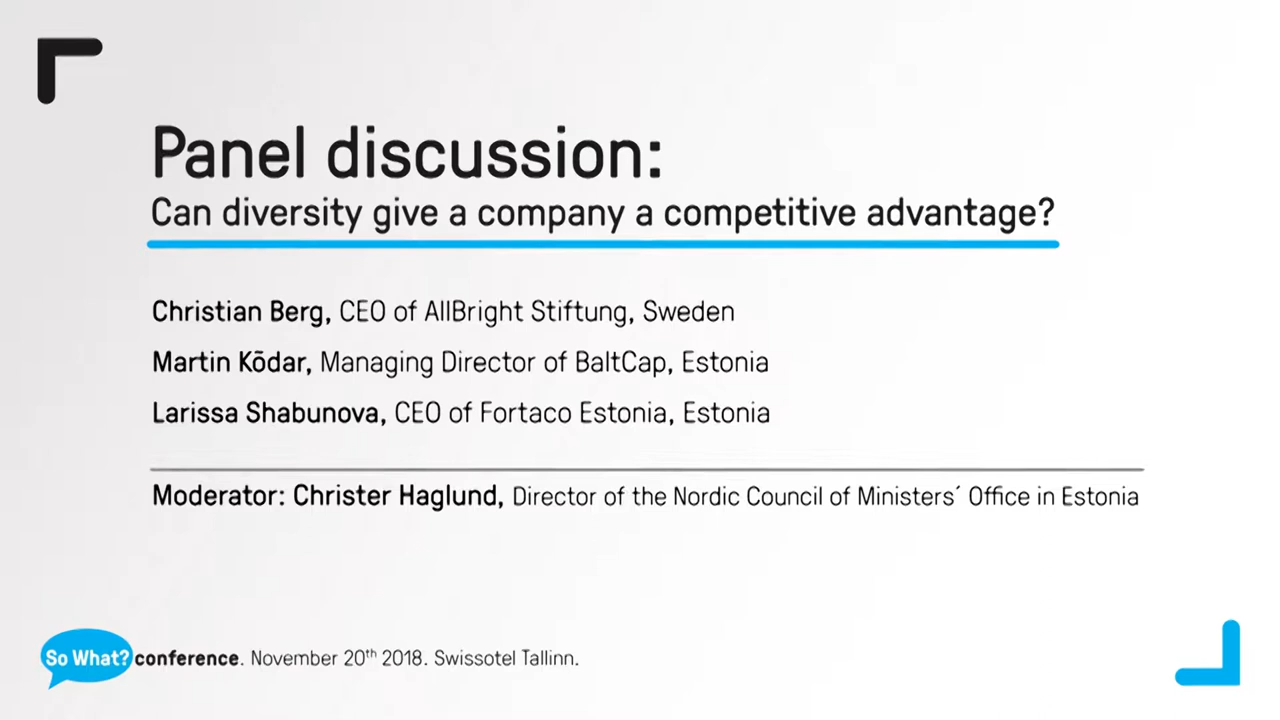 Panel discussion:
Can diversity give a company a competitive advantage?
Christian Berg, CEO of AllBright Stiftung, Sweden
Martin Kõdar, Managing Director of BaltCap, Estonia
Larissa Shabunova, CEO of Fortaco Estonia, Estonia
Moderator: Christer Haglund, Director of the Nordic Council of Ministers´ Office in Estonia
So What? conference. November 20th 2018. Swissotel Tallinn.